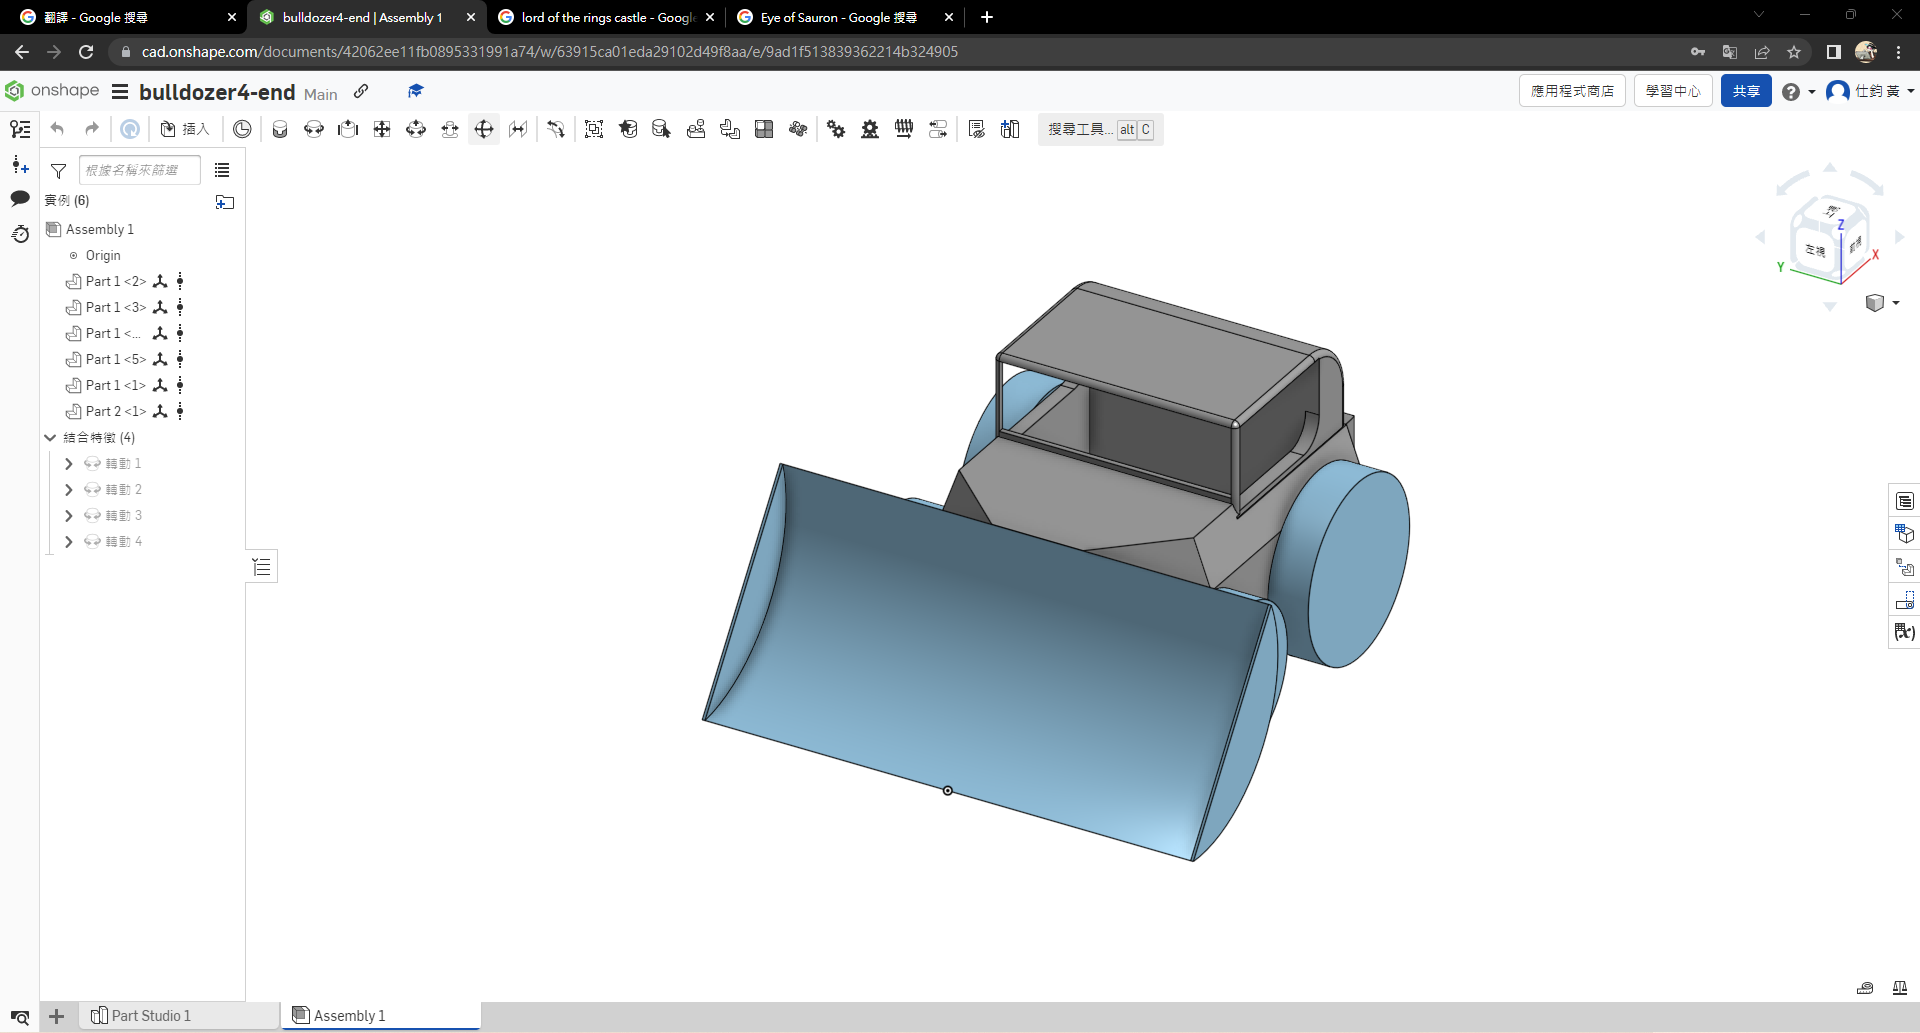 翻譯 - Google 搜尋
bulldozer4-end | Assembly 1
lord of the rings castle - Googl
Eye of Sauron - Google 搜尋
cad.onshape.com/documents/42062ee11fb0895331991a74/w/63915ca01eda29102d49f8aa/e/9ad1f513839362214b324905
onshape
bulldozer4-end Main
應用程式商店
學習中心
共享
仕鈞 黃
插入
搜尋工具... alt C
根據名稱來篩選
實例 (6)
Assembly 1
Origin
Part 1 <2>
Part 1 <3>
Part 1 <...
Part 1 <5>
Part 1 <1>
Part 2 <1>
結合特徵 (4)
轉動 1
轉動 2
轉動 3
轉動 4
Z
左視
X
Y
Part Studio 1
Assembly 1